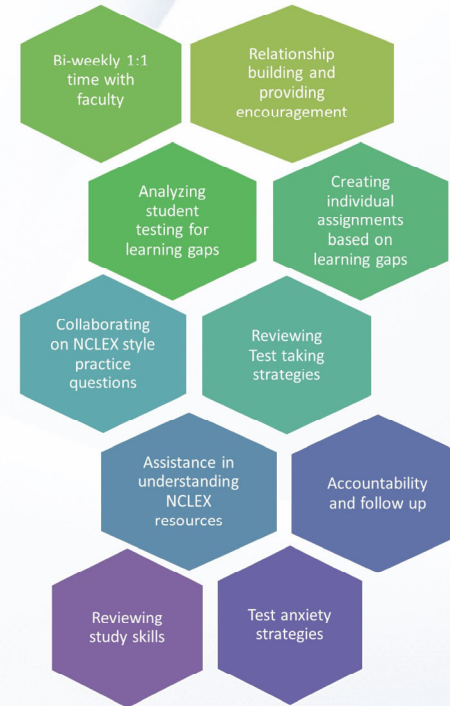 Bi-weekly 1:1
time with
faculty
Relationship
building and
providing
encouragement
Analyzing
student
testing for
learning gaps
Creating
individual
assignments
based on
learning gaps
Collaborating
on NCLEX style
practice
questions
Reviewing
Test taking
strategies
Assistance in
understanding
NCLEX
resources
Accountability
and follow up
Reviewing
study skills
Test anxiety
strategies